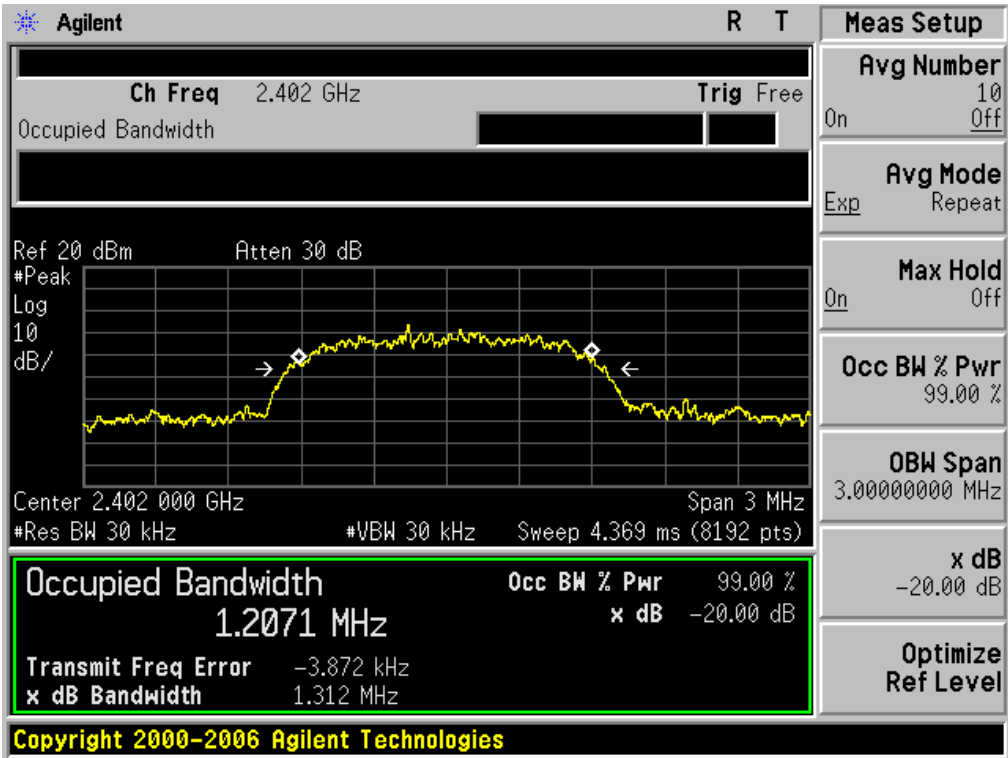 Agilent R T
Ch Freq 2.402 GHz Trig Free
Occupied Bandwidth
Ref 20 dBm Atten 30 dB
#Peak
Log
10
dB/
Center 2.402 000 GHz Span 3 MHz
#Res BW 30 kHz #VBW 30 kHz Sweep 4.369 ms (8192 pts)
Occupied Bandwidth Occ BW % Pwr 99.00 %
1.2071 MHz x dB -20.00 dB
Transmit Freq Error -3.872 kHz
x dB Bandwidth 1.312 MHz
Copyright 2000-2006 Agilent Technologies
Meas Setup
Avg Number
10
On Off
Avg Mode
Exp Repeat
Max Hold
On Off
Occ BW % Pwr
99.00 %
OBW Span
3.00000000 MHz
x dB
-20.00 dB
Optimize
Ref Level